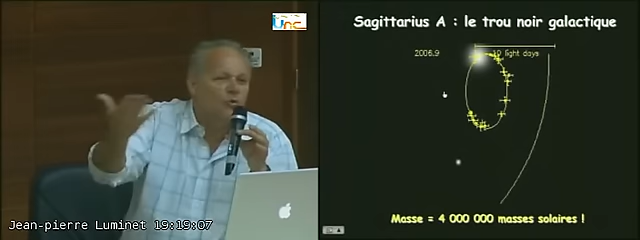 unc
Sagittarius A : le trou noir galactique
2006.9
10 light days
Masse = 4 000 000 masses solaires !
Jean-pierre Luminet 19:19:07